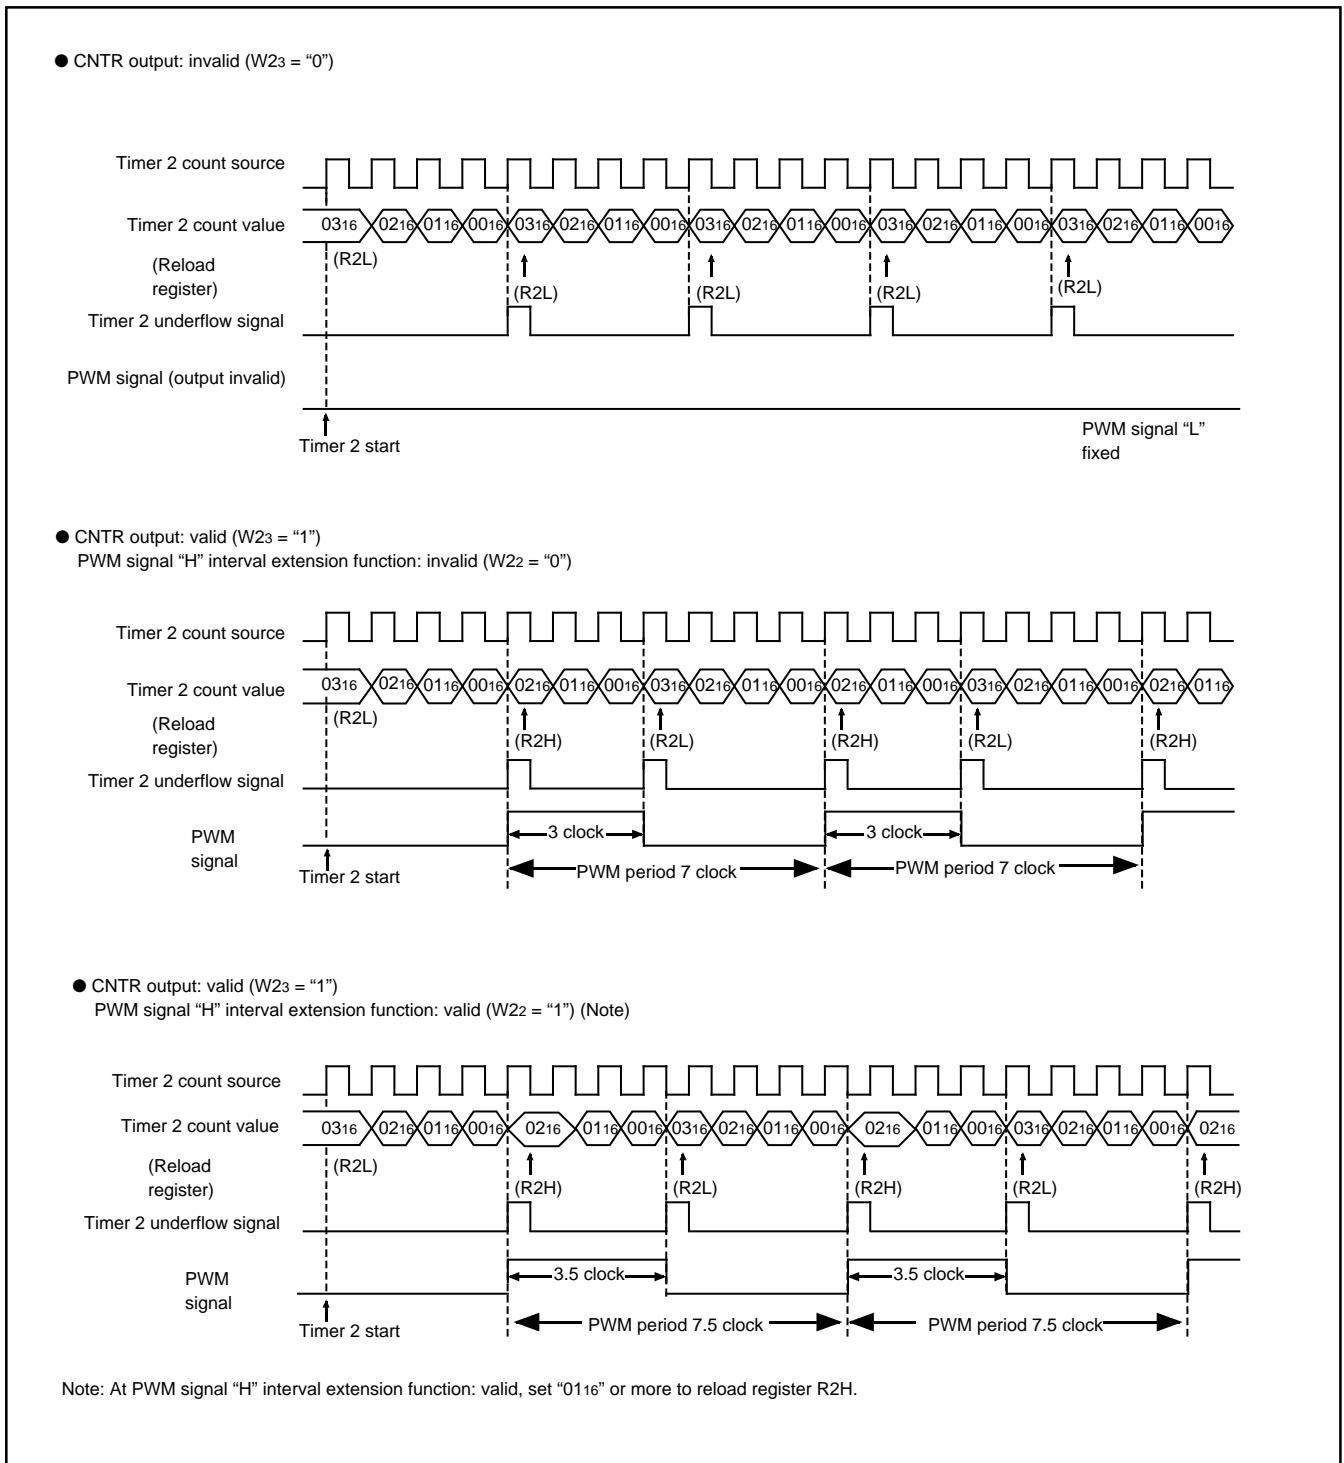 ● CNTR output: invalid (W23 = “0”)
Timer 2 count source
Timer 2 count value
0316 0216 0116 0016 0316 0216 0116 0016 0316 0216 0116 0016 0316 0216 0116 0016 0316 0216 0116 0016
(Reload
register)
(R2L) (R2L) (R2L) (R2L) (R2L)
Timer 2 underflow signal
PWM signal (output invalid)
Timer 2 start
PWM signal “L”
fixed
● CNTR output: valid (W23 = “1”)
PWM signal “H” interval extension function: invalid (W22 = “0”)
Timer 2 count source
Timer 2 count value
0316 0216 0116 0016 0216 0116 0016 0316 0216 0116 0016 0216 0116 0016 0316 0216 0116 0016 0216 0116
(Reload
register)
(R2L) (R2H) (R2L) (R2H) (R2L) (R2H)
Timer 2 underflow signal
PWM
signal
3 clock 3 clock
Timer 2 start
PWM period 7 clock PWM period 7 clock
● CNTR output: valid (W23 = “1”)
PWM signal “H” interval extension function: valid (W22 = “1”) (Note)
Timer 2 count source
Timer 2 count value
0316 0216 0116 0016 0216 0116 0016 0316 0216 0116 0016 0216 0116 0016 0316 0216 0116 0016 0216
(Reload
register)
(R2L) (R2H) (R2L) (R2H) (R2L) (R2H)
Timer 2 underflow signal
PWM
signal
3.5 clock 3.5 clock
Timer 2 start
PWM period 7.5 clock PWM period 7.5 clock
Note: At PWM signal “H” interval extension function: valid, set “0116” or more to reload register R2H.